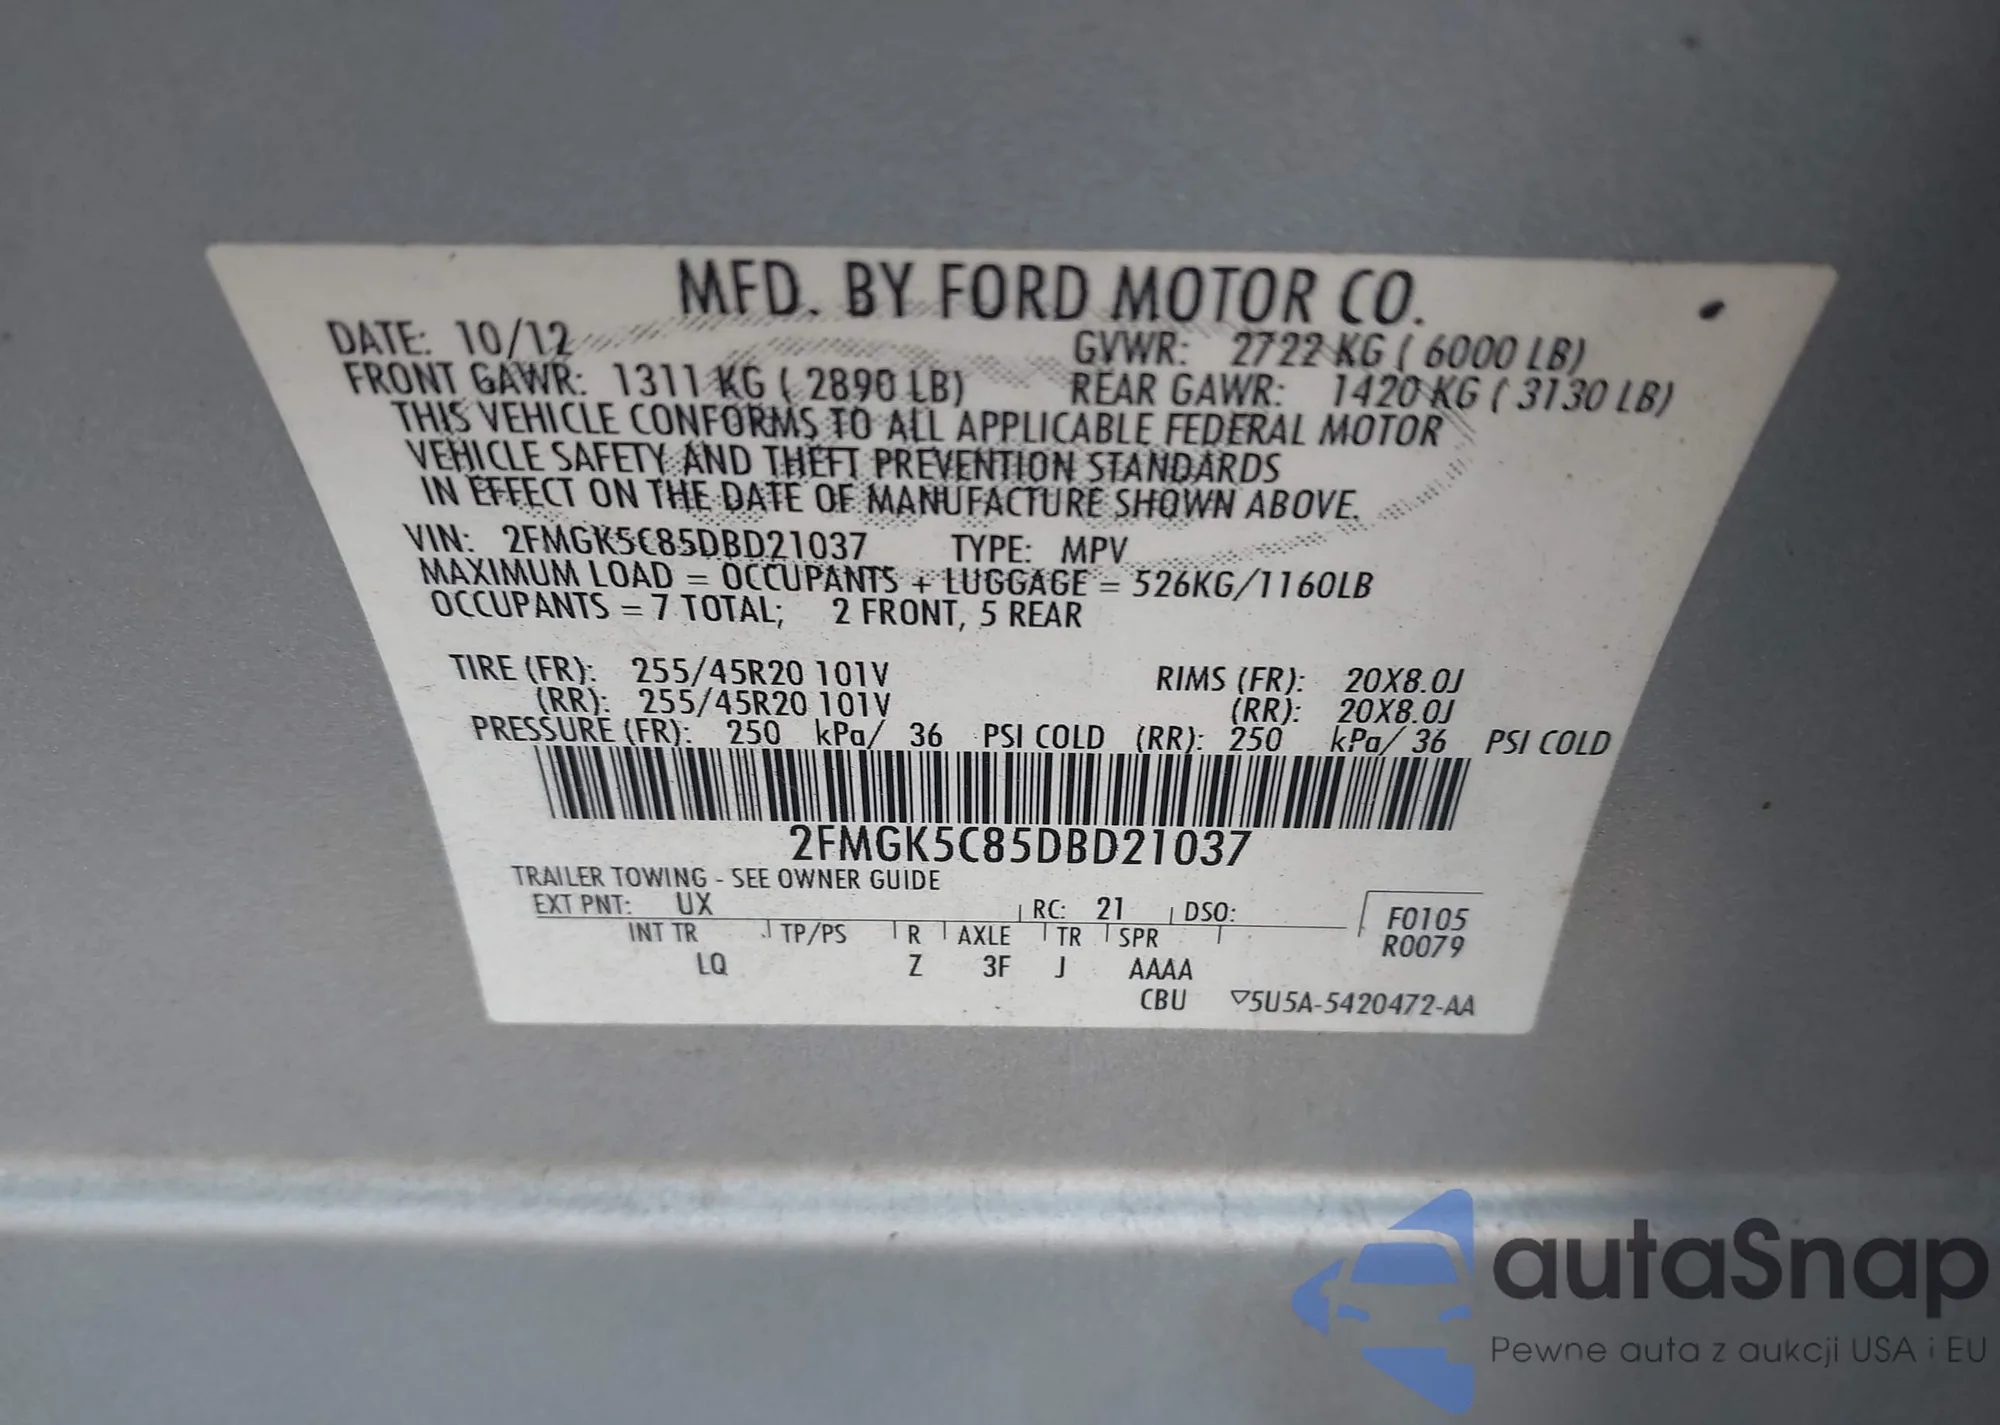 MFD. BY FORD MOTOR CO.
DATE: 10/12 GVWR: 2722 KG ( 6000 LB)
FRONT GAWR: 1311 KG ( 2890 LB) REAR GAWR: 1420 KG ( 3130 LB)
THIS VEHICLE CONFORMS TO ALL APPLICABLE FEDERAL MOTOR
VEHICLE SAFETY AND THEFT PREVENTION STANDARDS
IN EFFECT ON THE DATE OF MANUFACTURE SHOWN ABOVE.
VIN: 2FMGK5C85DBD21037 TYPE: MPV
MAXIMUM LOAD = OCCUPANTS + LUGGAGE = 526KG/1160LB
OCCUPANTS = 7 TOTAL; 2 FRONT, 5 REAR
TIRE (FR): 255/45R20 101V RIMS (FR): 20X8.0J
(RR): 255/45R20 101V (RR): 20X8.0J
PRESSURE (FR): 250 kPa/ 36 PSI COLD (RR): 250 kPa/ 36 PSI COLD
2FMGK5C85DBD21037
TRAILER TOWING - SEE OWNER GUIDE
EXT PNT: UX RC: 21 DSO: F0105
INT TR TP/PS R AXLE TR SPR R0079
LQ Z 3F J AAAA
CBU ▽5U5A-5420472-AA
autaSnap
Pewne auta z aukcji USA i EU